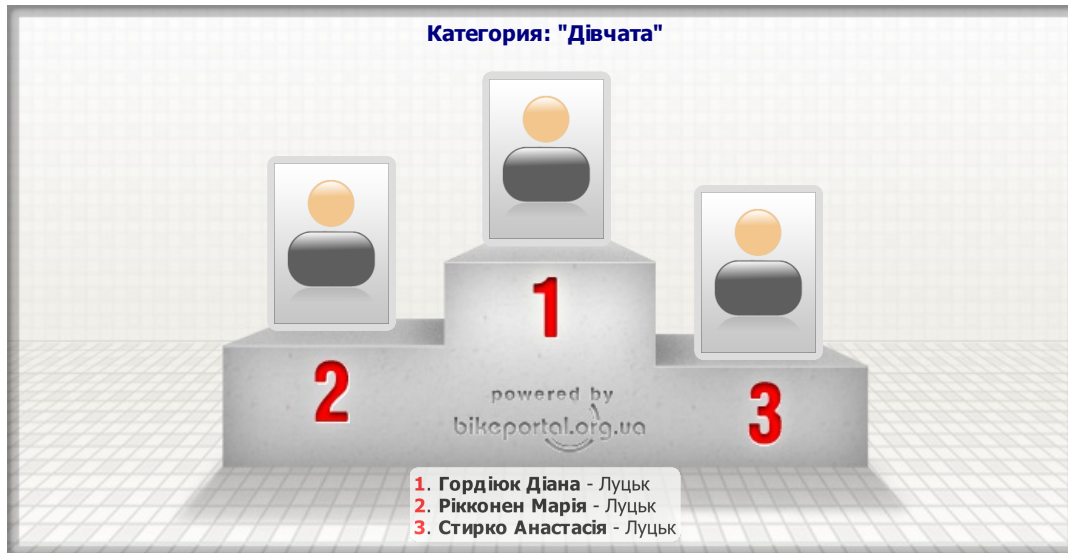 Категория: "Дівчата"
1
2
3
powered by
bikeportal.org.ua
1. Гордіюк Діана - Луцьк
2. Рікконен Марія - Луцьк
3. Стирко Анастасія - Луцьк